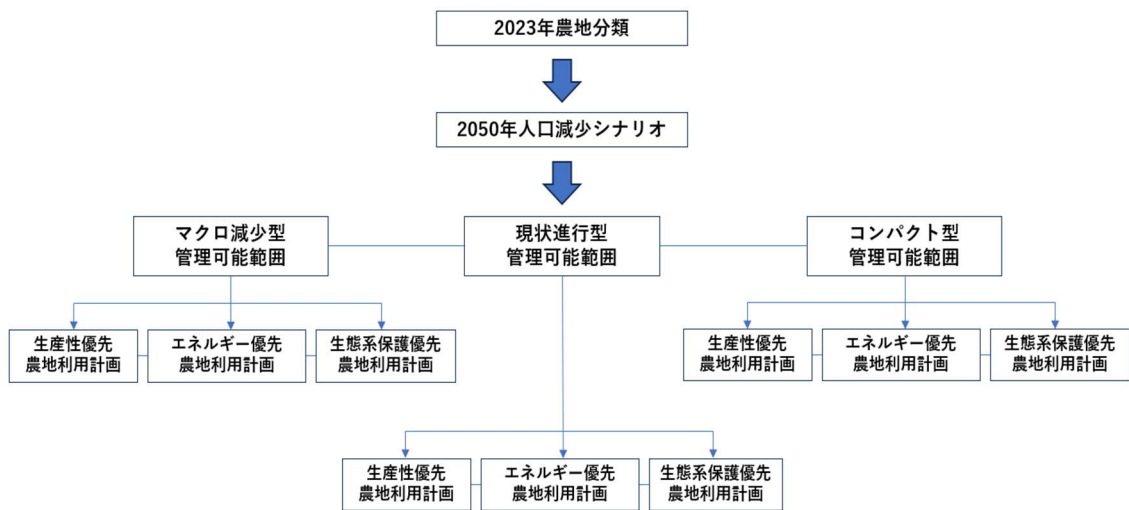 2023年農地分類
2050年人口減少シナリオ
マクロ減少型
管理可能範囲
現状進行型
管理可能範囲
コンパクト型
管理可能範囲
生産性優先
農地利用計画
エネルギー優先
農地利用計画
生態系保護優先
農地利用計画
生産性優先
農地利用計画
エネルギー優先
農地利用計画
生態系保護優先
農地利用計画
生産性優先
農地利用計画
エネルギー優先
農地利用計画
生態系保護優先
農地利用計画